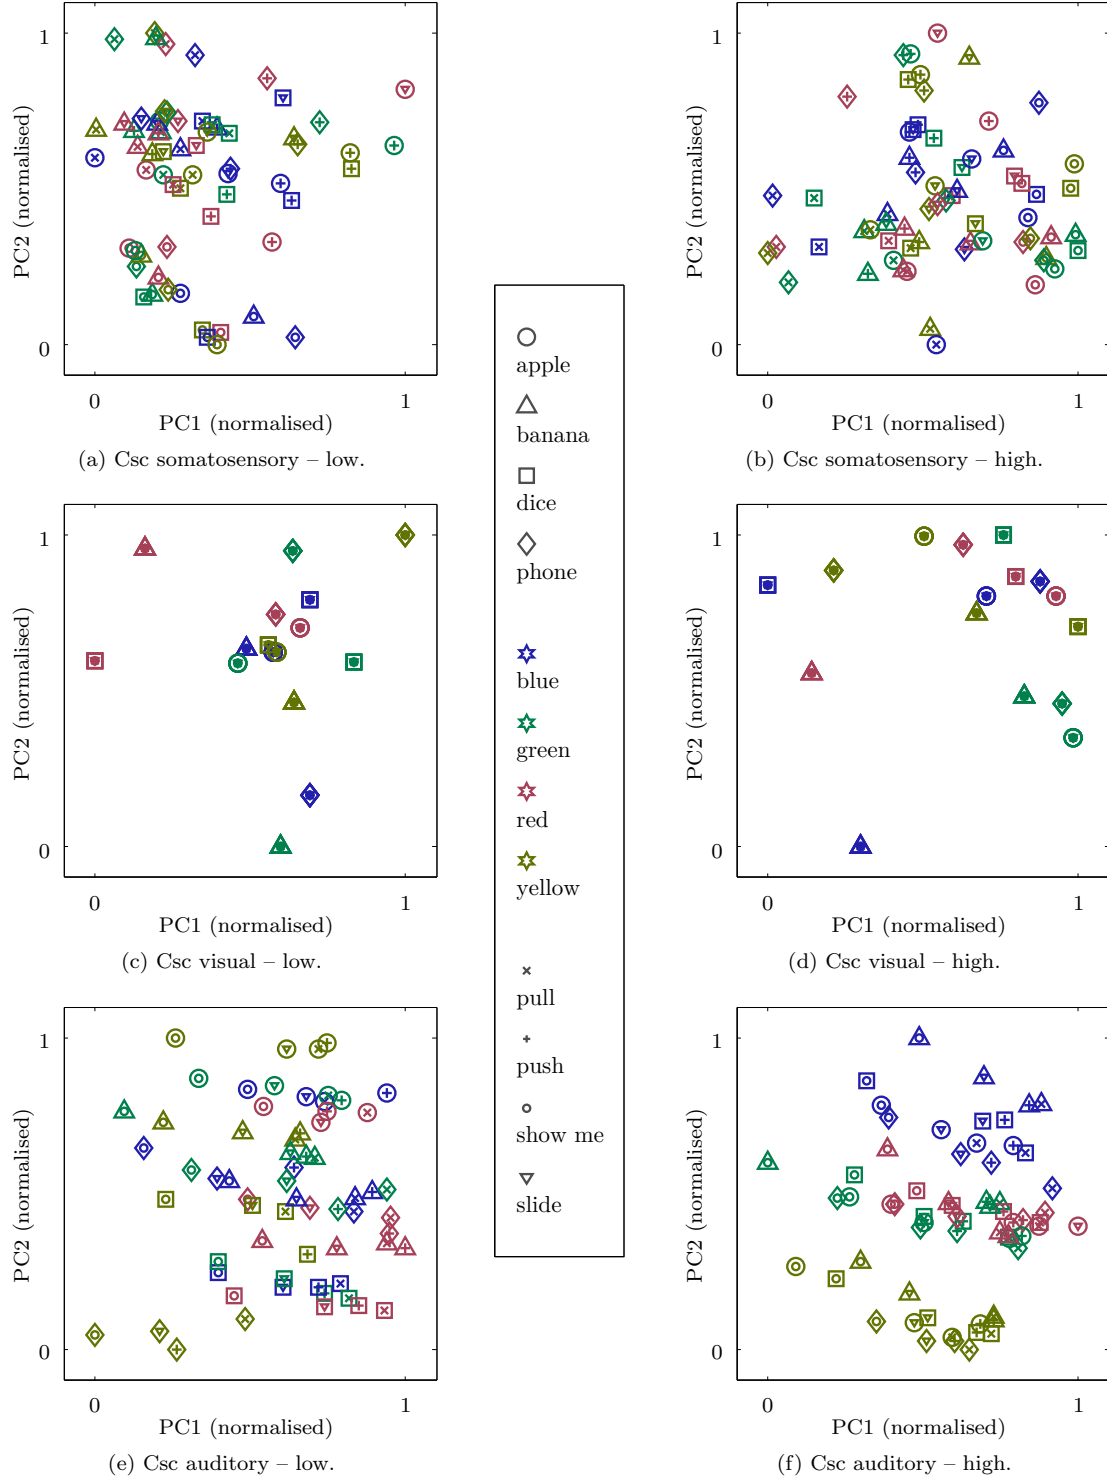 1
0
PC2 (normalised)
0 1
PC1 (normalised)
(a) Csc somatosensory – low.
1
0
PC2 (normalised)
0 1
PC1 (normalised)
(b) Csc somatosensory – high.
apple
banana
dice
phone
blue
green
red
yellow
pull
push
show me
slide
1
0
PC2 (normalised)
0 1
PC1 (normalised)
(c) Csc visual – low.
1
0
PC2 (normalised)
0 1
PC1 (normalised)
(d) Csc visual – high.
1
0
PC2 (normalised)
0 1
PC1 (normalised)
(e) Csc auditory – low.
1
0
PC2 (normalised)
0 1
PC1 (normalised)
(f) Csc auditory – high.